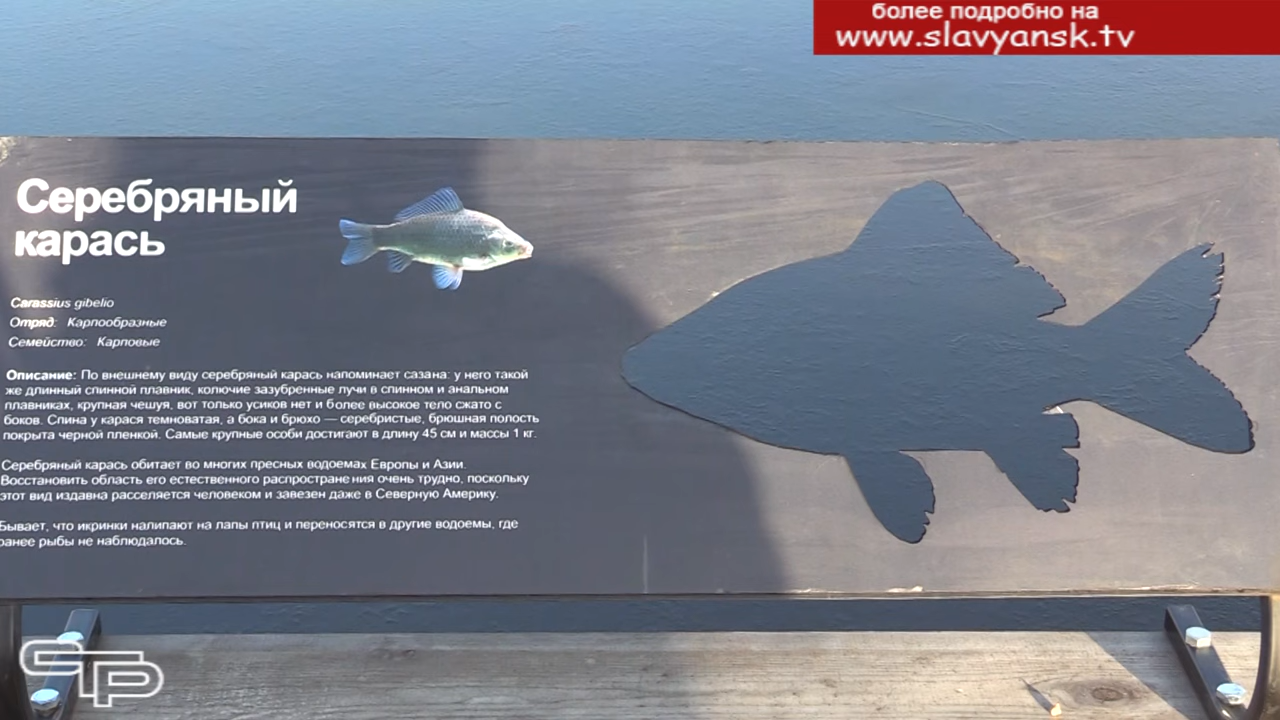 более подробно на
www.slavyansk.tv
Серебряный
карась
Carassius gibelio
Отряд: Карпообразные
Семейство: Карповые
Описание: По внешнему виду серебряный карась напоминает сазана: у него такой
же длинный спинной плавник, колючие зазубренные лучи в спинном и анальном
плавниках, крупная чешуя, вот только усиков нет и более высокое тело сжато с
боков. Спина у карася темноватая, а бока и брюхо — серебристые, брюшная полость
покрыта черной пленкой. Самые крупные особи достигают в длину 45 см и массы 1 кг.
Серебряный карась обитает во многих пресных водоемах Европы и Азии.
Восстановить область его естественного распространения очень трудно, поскольку
этот вид издавна расселяется человеком и завезен даже в Северную Америку.
Бывает, что икринки налипают на лапы птиц и переносятся в другие водоемы, где
ранее рыбы не наблюдалось.
СТР